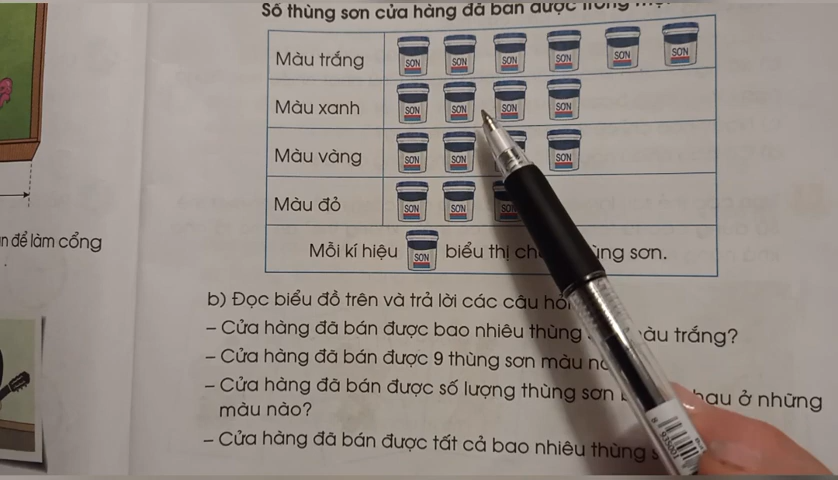 Số thùng sơn cửa hàng đã bán được trong
Màu trắng SƠN SƠN SƠN SƠN SƠN SƠN
Màu xanh SƠN SƠN SƠN SƠN
Màu vàng SƠN SƠN SƠN
Màu đỏ SƠN SƠN SƠN
Mỗi kí hiệu SƠN biểu thị ùng sơn.
n để làm cổng
b) Đọc biểu đồ trên và trả lời các câu hỏi
– Cửa hàng đã bán được bao nhiêu thùng màu trắng?
– Cửa hàng đã bán được 9 thùng sơn màu
– Cửa hàng đã bán được số lượng thùng sơn hau ở những
màu nào?
– Cửa hàng đã bán được tất cả bao nhiêu thùng